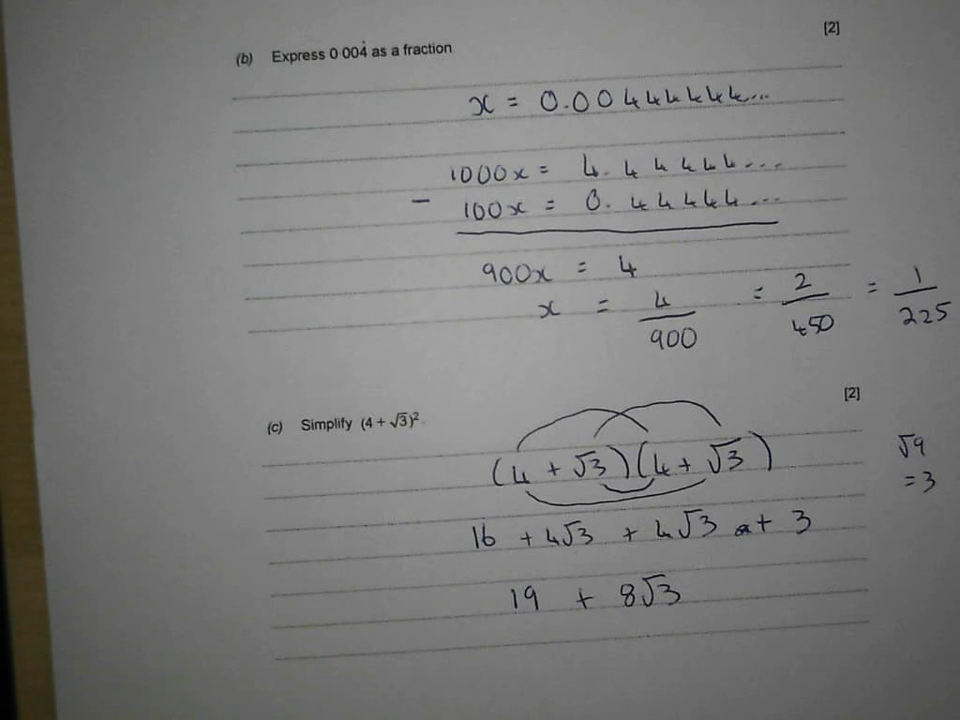 [2]
(b) Express 0·004̇ as a fraction
x = 0.00444444...
1000x = 4.44444...
− 100x = 0.44444...
900x = 4
x = 4/900 = 2/450 = 1/225
[2]
(c) Simplify (4 + √3)²
(4 + √3)(4 + √3)
√9
= 3
16 + 4√3 + 4√3 + 3
19 + 8√3